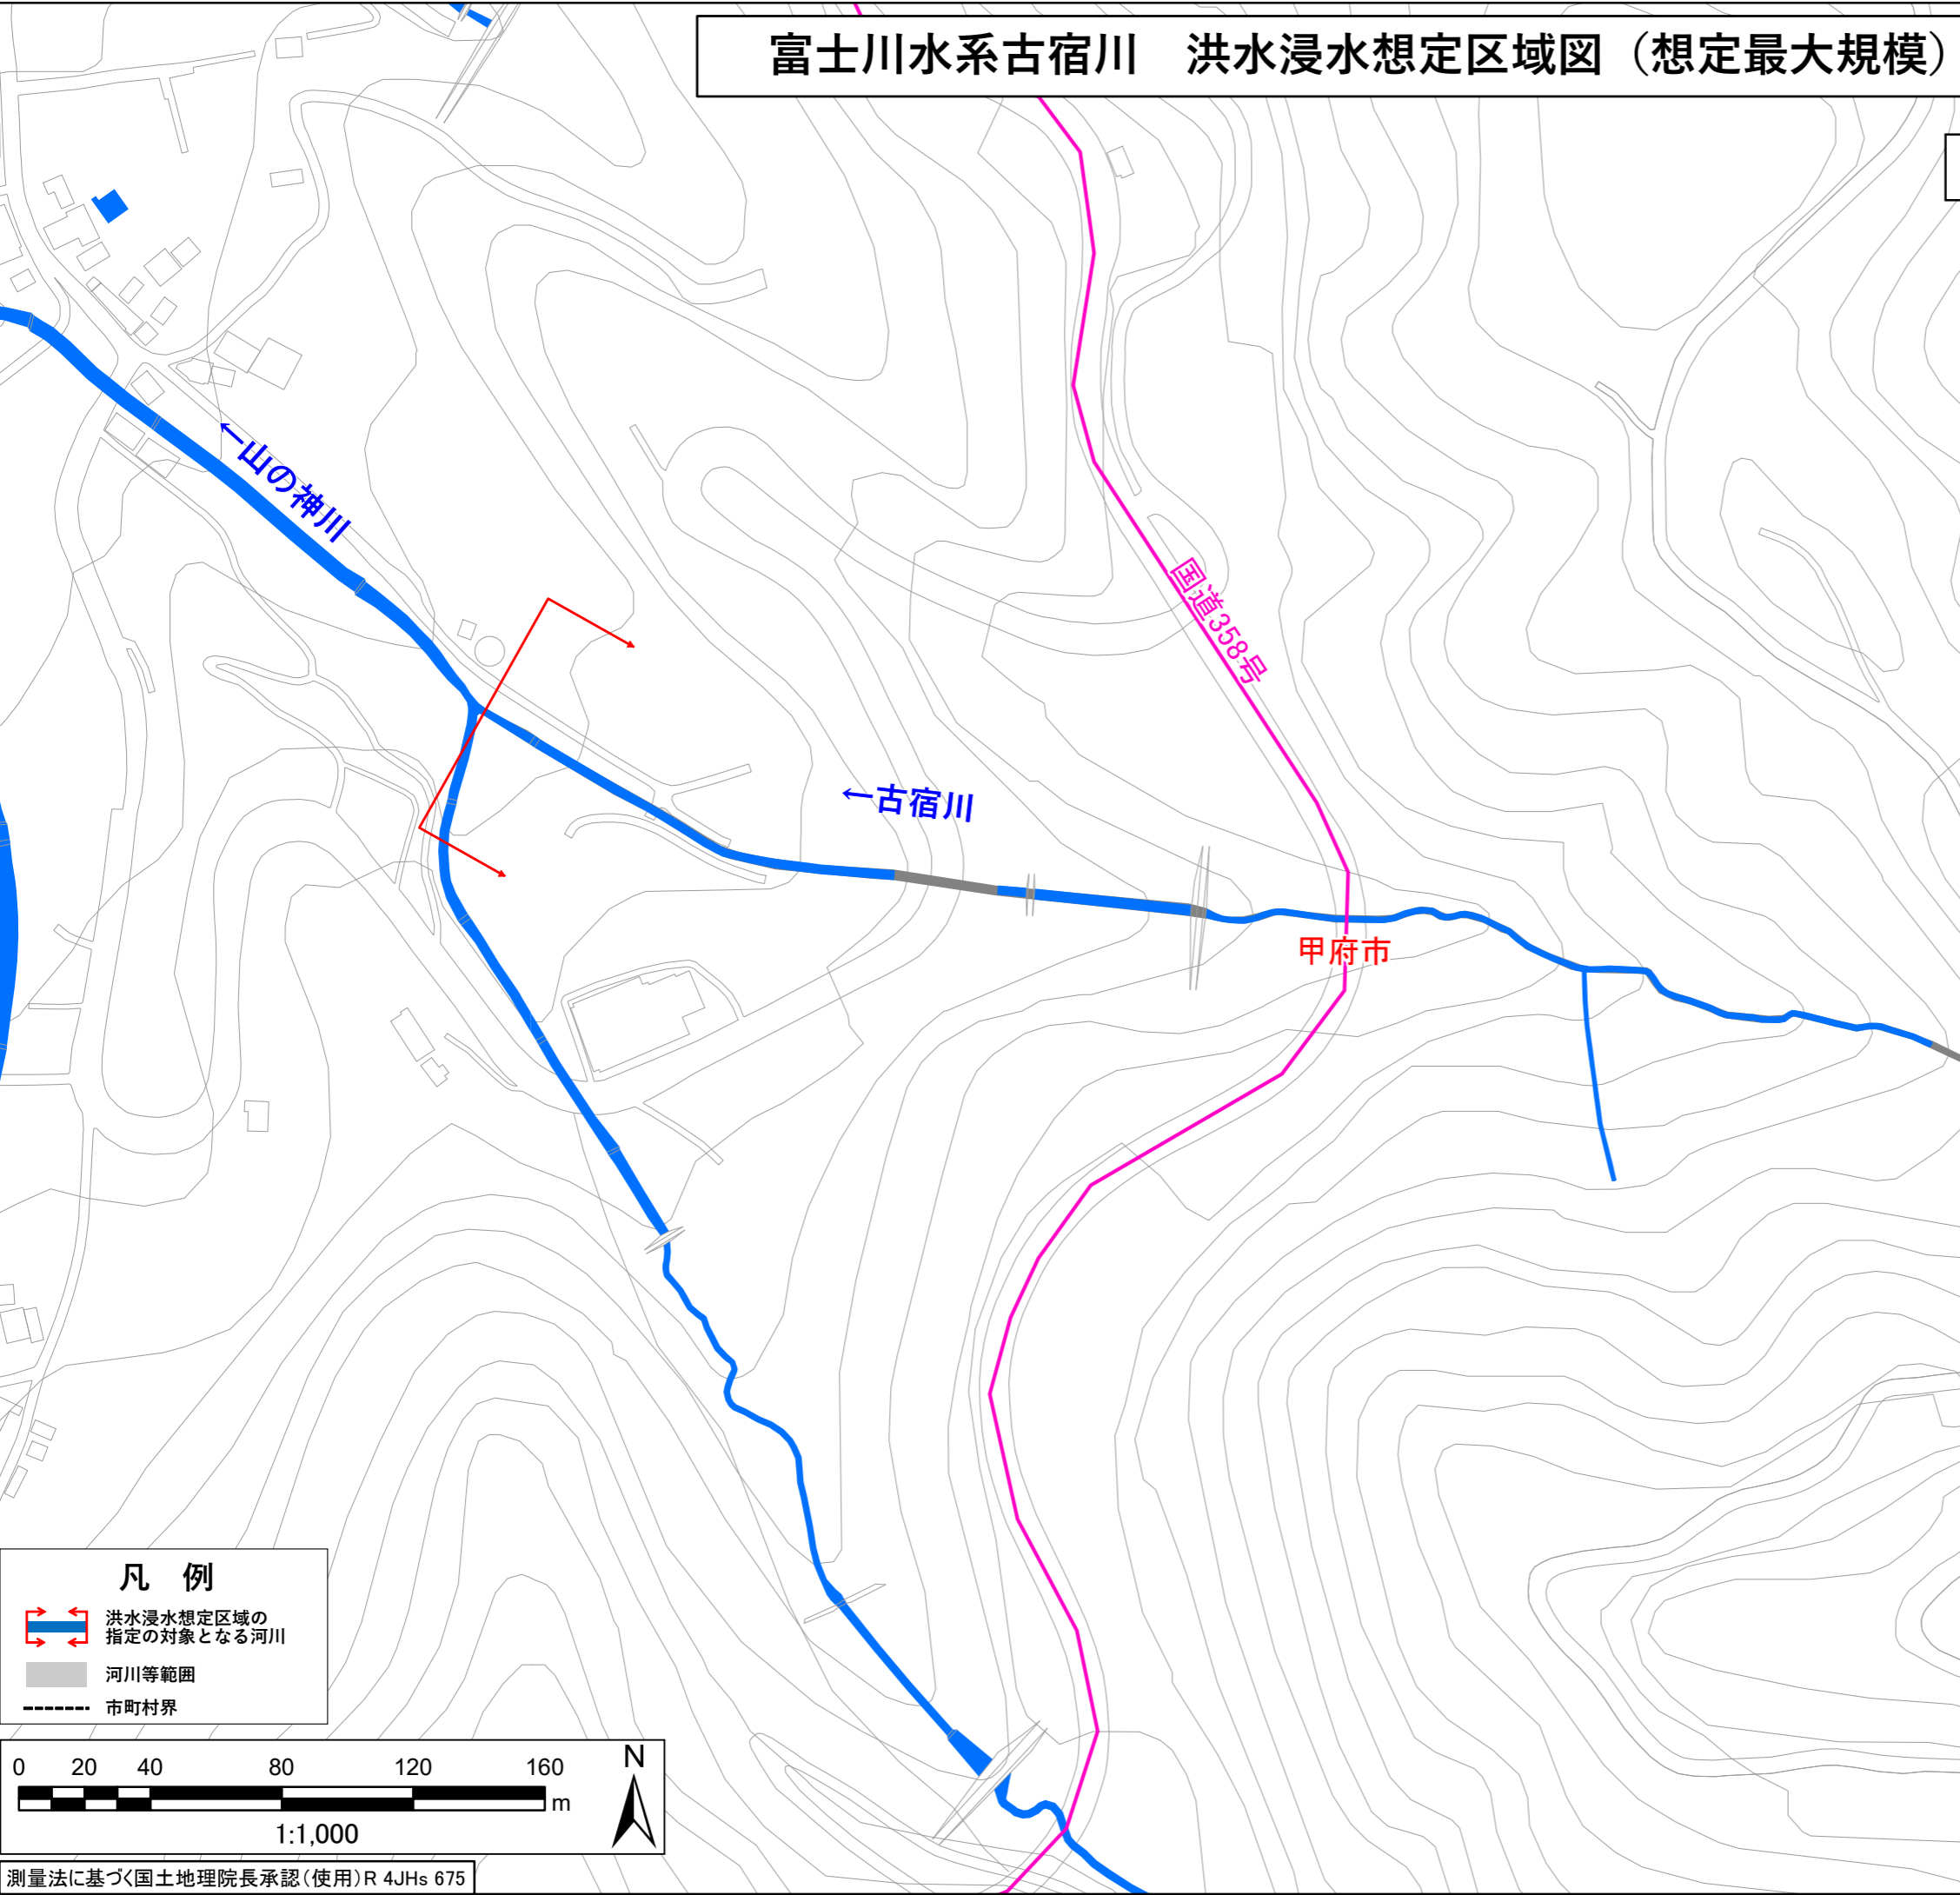 富士川水系古宿川　洪水浸水想定区域図（想定最大規模）
←山の神川
国道358号
←古宿川
甲府市
凡　例
洪水浸水想定区域の
指定の対象となる河川
河川等範囲
市町村界
0 20 40 80 120 160
m
1:1,000
N
測量法に基づく国土地理院長承認（使用）R 4JHs 675